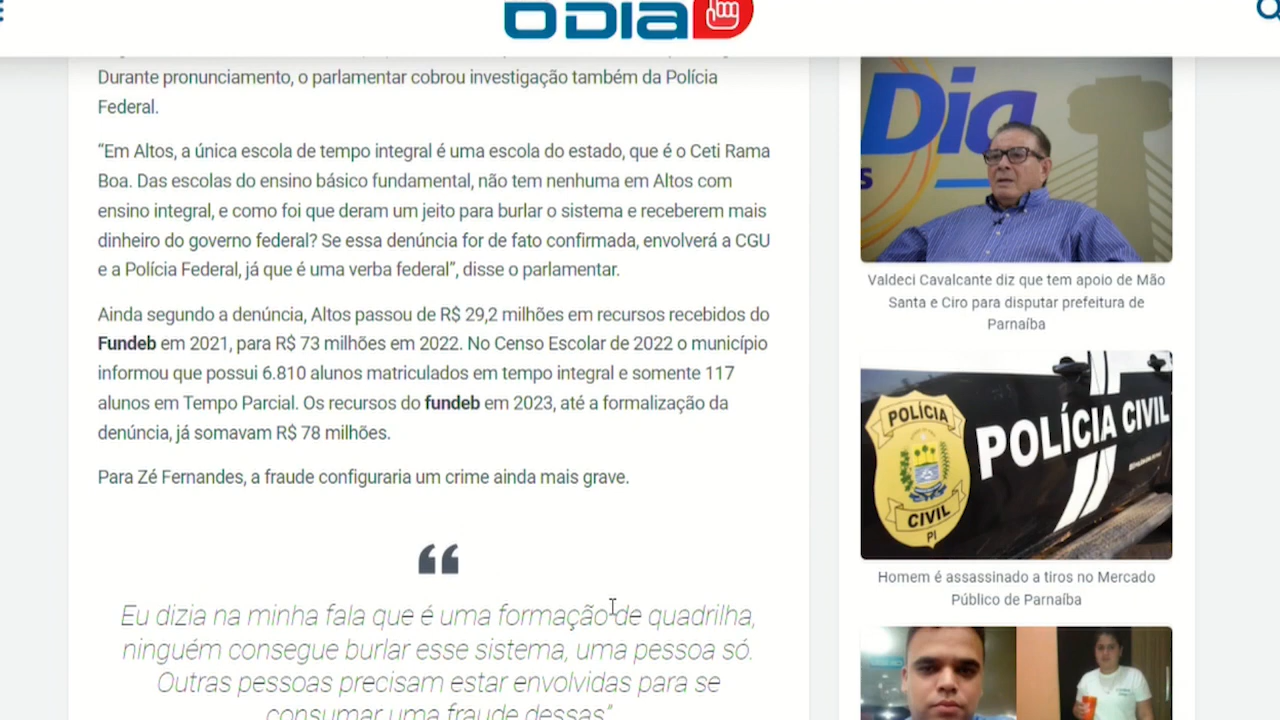 O DIA
Durante pronunciamento, o parlamentar cobrou investigação também da Polícia
Federal.
“Em Altos, a única escola de tempo integral é uma escola do estado, que é o Ceti Rama
Boa. Das escolas do ensino básico fundamental, não tem nenhuma em Altos com
ensino integral, e como foi que deram um jeito para burlar o sistema e receberem mais
dinheiro do governo federal? Se essa denúncia for de fato confirmada, envolverá a CGU
e a Polícia Federal, já que é uma verba federal”, disse o parlamentar.
Ainda segundo a denúncia, Altos passou de R$ 29,2 milhões em recursos recebidos do
Fundeb em 2021, para R$ 73 milhões em 2022. No Censo Escolar de 2022 o município
informou que possui 6.810 alunos matriculados em tempo integral e somente 117
alunos em Tempo Parcial. Os recursos do fundeb em 2023, até a formalização da
denúncia, já somavam R$ 78 milhões.
Para Zé Fernandes, a fraude configuraria um crime ainda mais grave.
“
Eu dizia na minha fala que é uma formação de quadrilha,
ninguém consegue burlar esse sistema, uma pessoa só.
Outras pessoas precisam estar envolvidas para se
consumar uma fraude dessas”
Dia
s
Valdeci Cavalcante diz que tem apoio de Mão
Santa e Ciro para disputar prefeitura de
Parnaíba
POLÍCIA
CIVIL
PI
POLÍCIA CIVIL
Homem é assassinado a tiros no Mercado
Público de Parnaíba